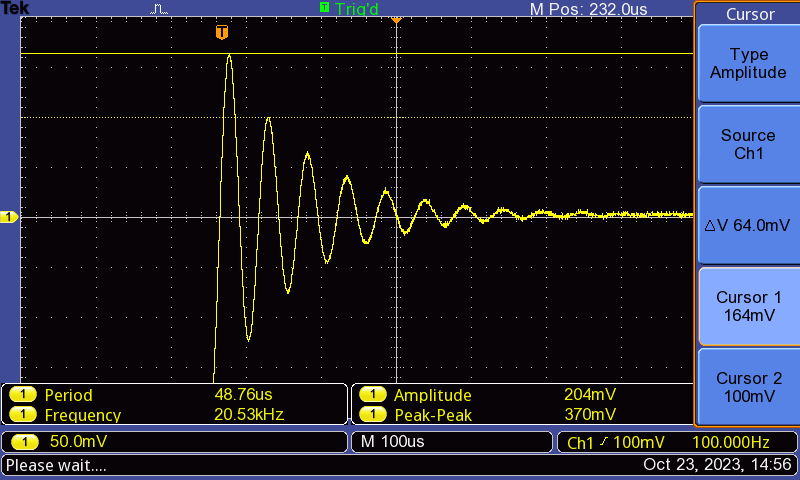 Tek T Trig'd M Pos: 232.0us Cursor
T
Type
Amplitude
Source
Ch1
1
△V 64.0mV
Cursor 1
164mV
Cursor 2
100mV
1 Period 48.76us 1 Amplitude 204mV
1 Frequency 20.53kHz 1 Peak-Peak 370mV
1 50.0mV M 100us Ch1 100mV 100.000Hz
Please wait.... Oct 23, 2023, 14:56